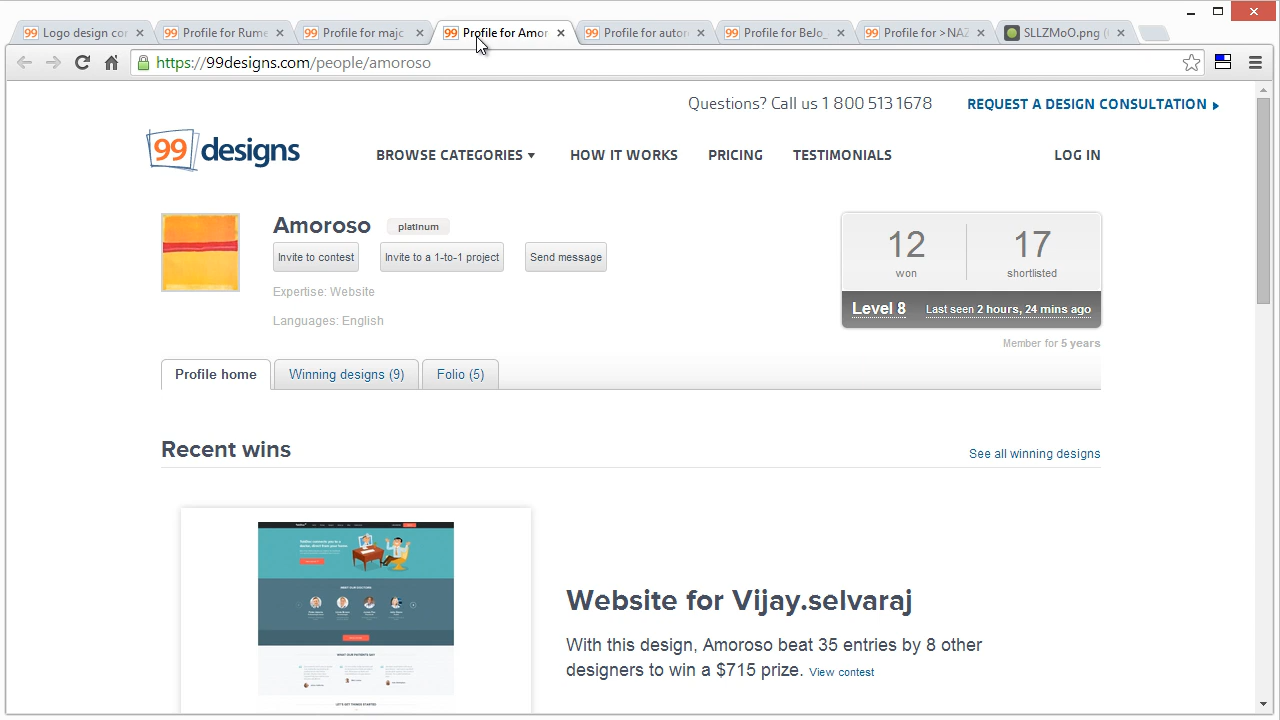 Logo design co
Profile for Rume
Profile for majc
Profile for Amor
Profile for autor
Profile for BeJo_
Profile for >NAZ
SLLZMoO.png (
https://99designs.com/people/amoroso
Questions? Call us 1 800 513 1678
REQUEST A DESIGN CONSULTATION
99designs
BROWSE CATEGORIES
HOW IT WORKS
PRICING
TESTIMONIALS
LOG IN
Amoroso
platinum
Invite to contest
Invite to a 1-to-1 project
Send message
Expertise: Website
Languages: English
12
won
17
shortlisted
Level 8
Last seen 2 hours, 24 mins ago
Member for 5 years
Profile home
Winning designs (9)
Folio (5)
Recent wins
See all winning designs
Website for Vijay.selvaraj
With this design, Amoroso beat 35 entries by 8 other
designers to win a $715 prize. View contest